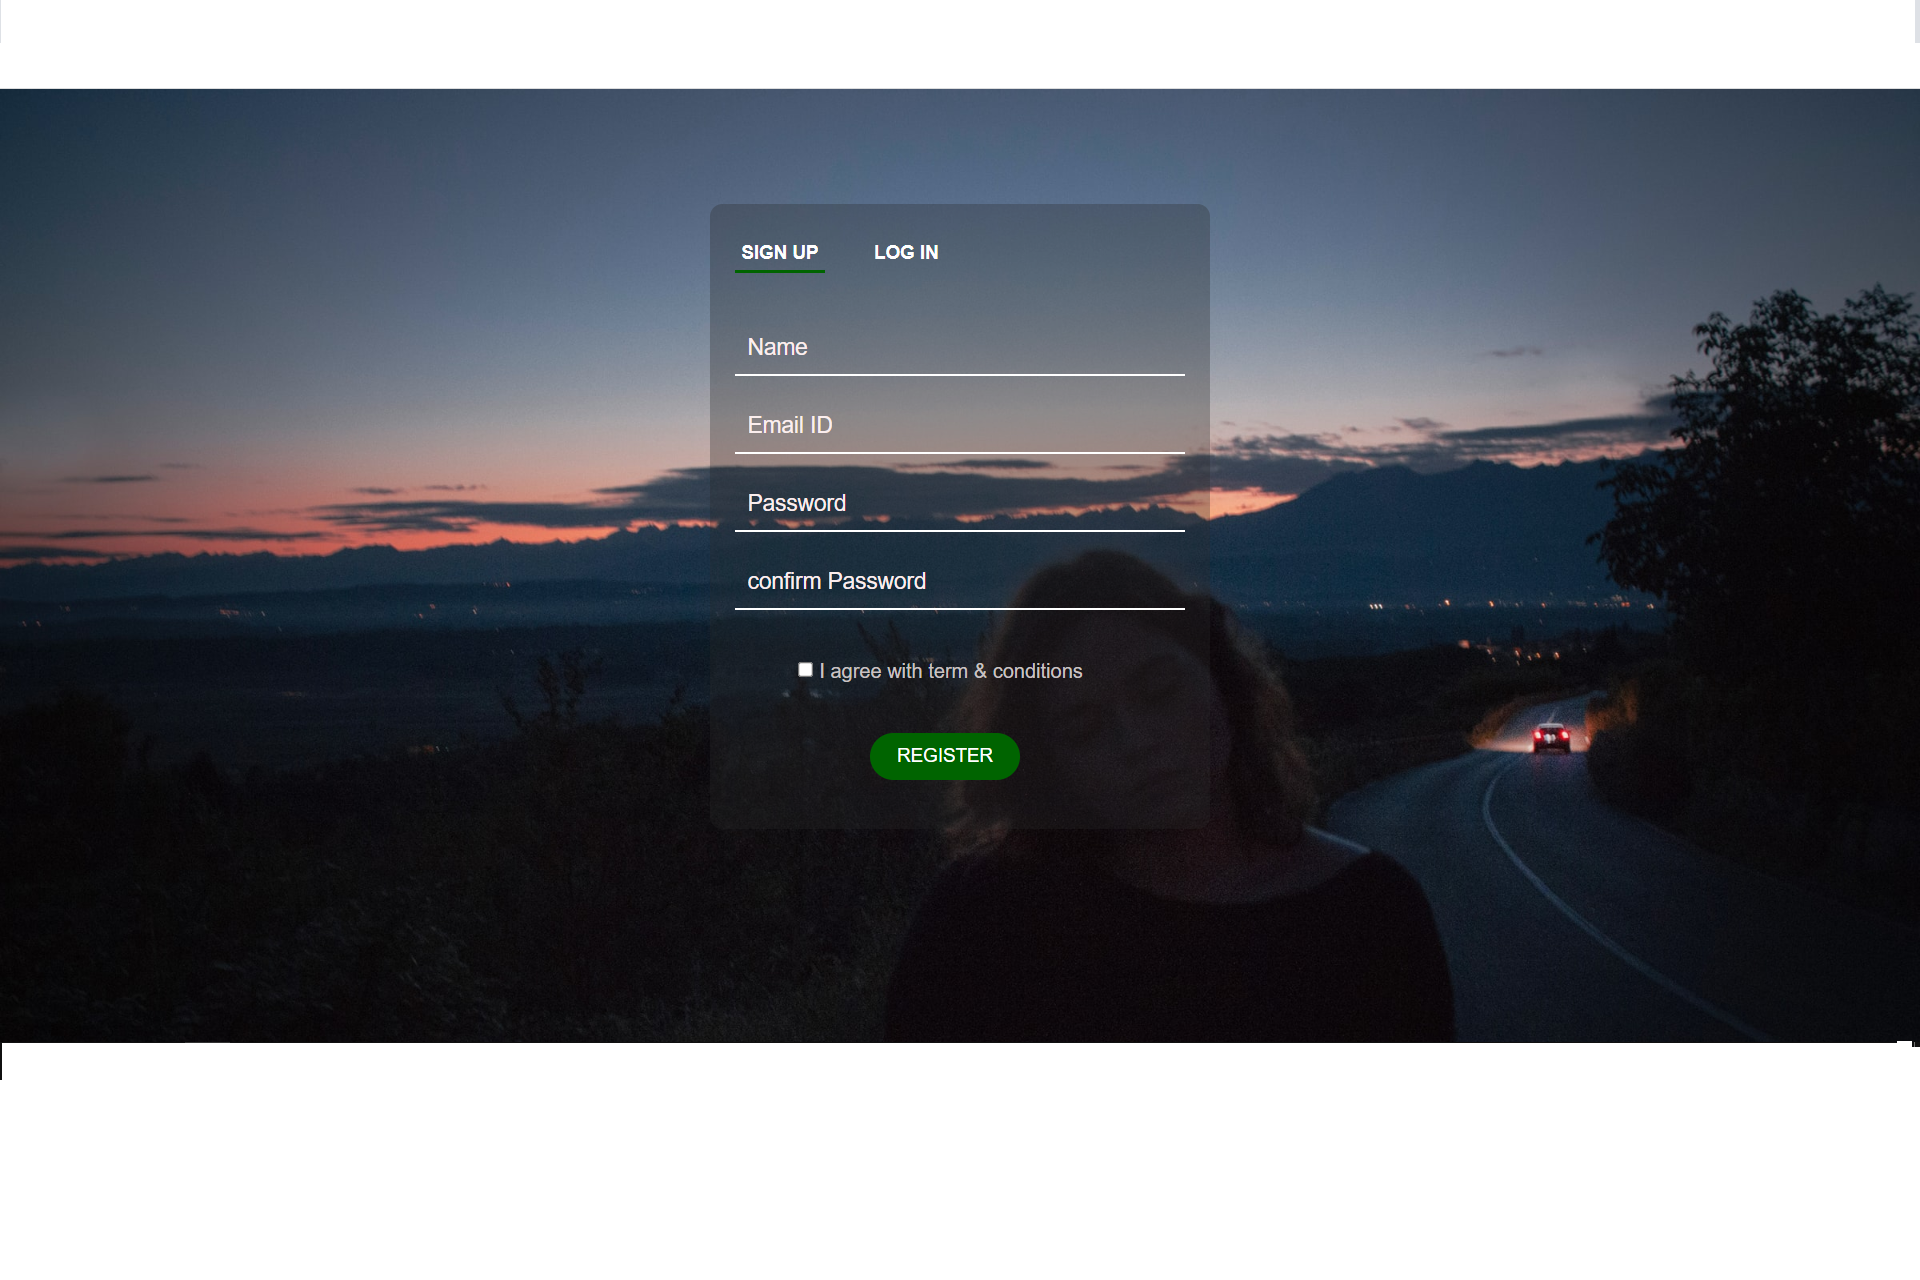 SIGN UP LOG IN
Name
Email ID
Password
confirm Password
I agree with term & conditions
REGISTER